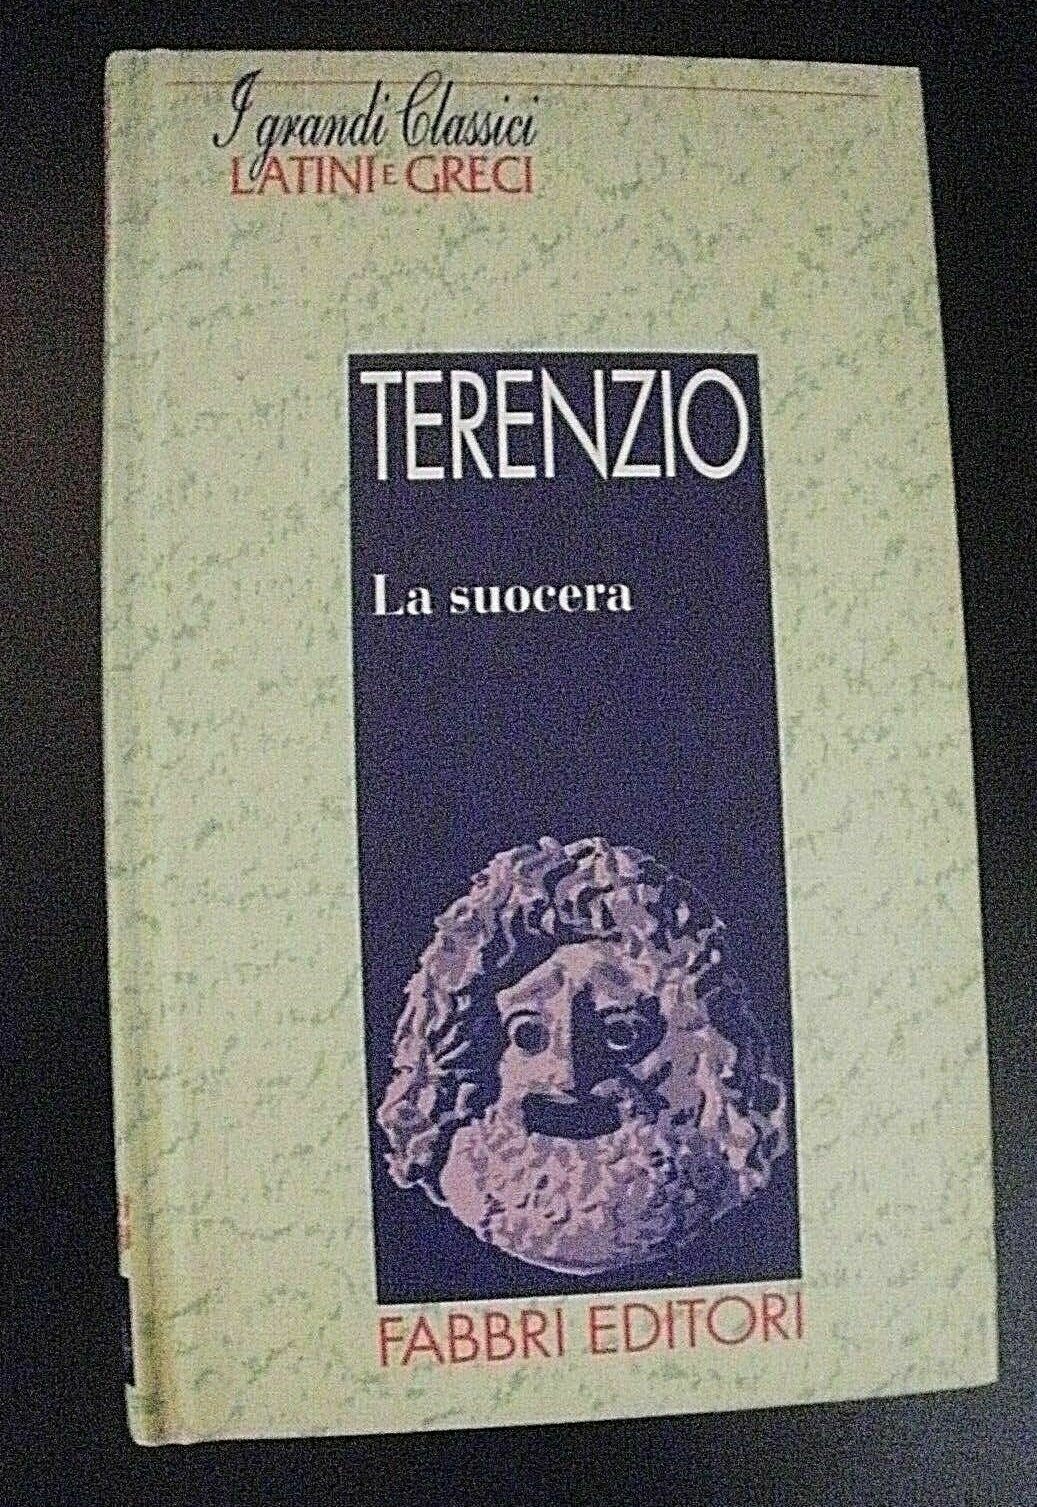 I grandi Classici
LATINI E GRECI
TERENZIO
La suocera
FABBRI EDITORI